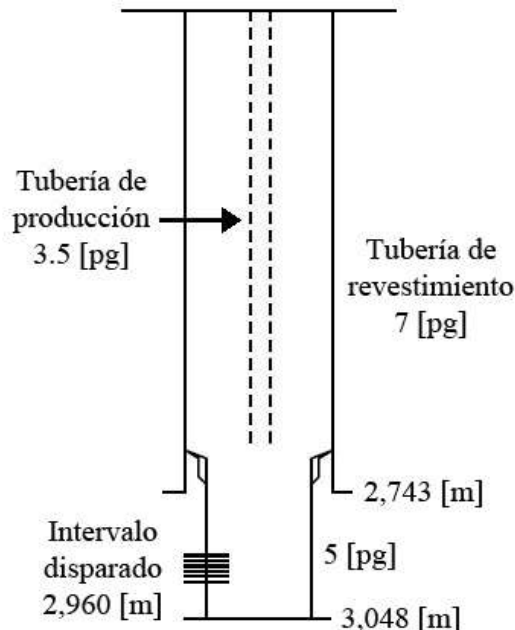 Tubería de
producción
3.5 [pg]
Tubería de
revestimiento
7 [pg]
2,743 [m]
Intervalo
disparado
2,960 [m]
5 [pg]
3,048 [m]